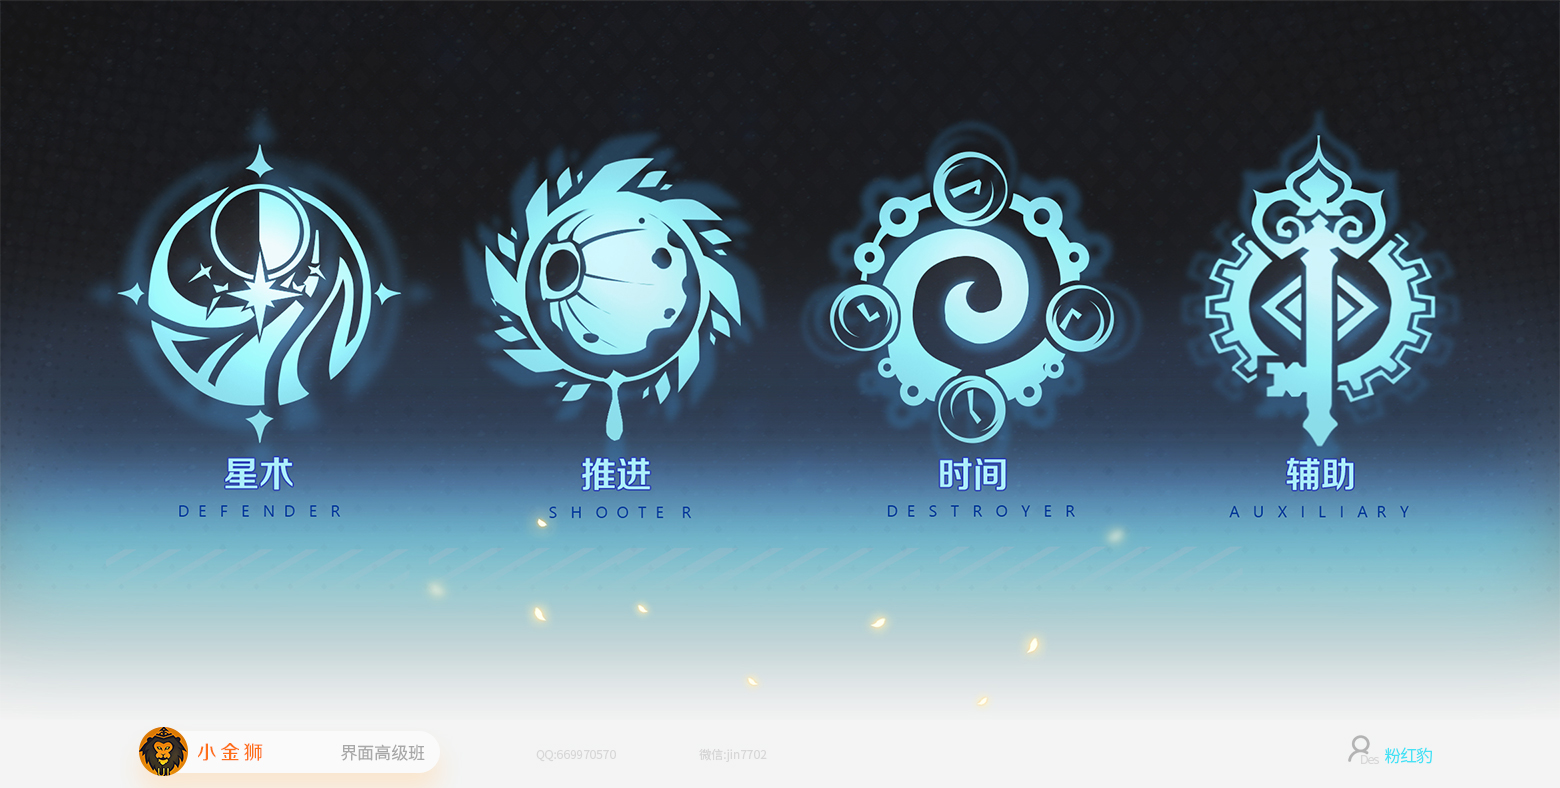 星术
推进
时间
辅助
DEFENDER
SHOOTER
DESTROYER
AUXILIARY
小金狮
界面高级班
QQ:669970570
微信:jin7702
Des
粉红豹